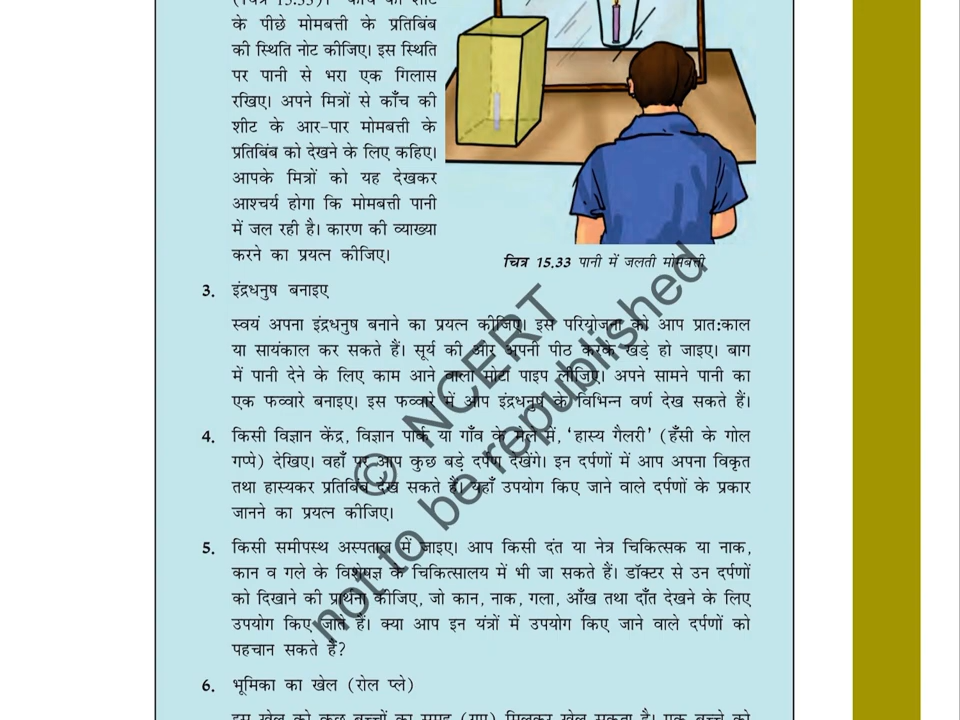 के पीछे मोमबत्ती के प्रतिबिंब
की स्थिति नोट कीजिए। इस स्थिति
पर पानी से भरा एक गिलास
रखिए। अपने मित्रों से काँच की
शीट के आर-पार मोमबत्ती के
प्रतिबिंब को देखने के लिए कहिए।
आपके मित्रों को यह देखकर
आश्चर्य होगा कि मोमबत्ती पानी
में जल रही है। कारण की व्याख्या
करने का प्रयत्न कीजिए।
चित्र 15.33 पानी में जलती मोमबत्ती
3. इंद्रधनुष बनाइए
स्वयं अपना इंद्रधनुष बनाने का प्रयत्न कीजिए। इस परियोजना को आप प्रात:काल
या सायंकाल कर सकते हैं। सूर्य की ओर अपनी पीठ करके खड़े हो जाइए। बाग
में पानी देने के लिए काम आने वाला मोटा पाइप लीजिए। अपने सामने पानी का
एक फव्वारे बनाइए। इस फव्वारे में आप इंद्रधनुष के विभिन्न वर्ण देख सकते हैं।
4. किसी विज्ञान केंद्र, विज्ञान पार्क या गाँव के मेले में, ‘हास्य गैलरी’ (हँसी के गोल
गप्पे) देखिए। वहाँ पर आप कुछ बड़े दर्पण देखेंगे। इन दर्पणों में आप अपना विकृत
तथा हास्यकर प्रतिबिंब देख सकते हैं। यहाँ उपयोग किए जाने वाले दर्पणों के प्रकार
जानने का प्रयत्न कीजिए।
5. किसी समीपस्थ अस्पताल में जाइए। आप किसी दंत या नेत्र चिकित्सक या नाक,
कान व गले के विशेषज्ञ के चिकित्सालय में भी जा सकते हैं। डॉक्टर से उन दर्पणों
को दिखाने की प्रार्थना कीजिए, जो कान, नाक, गला, आँख तथा दाँत देखने के लिए
उपयोग किए जाते हैं। क्या आप इन यंत्रों में उपयोग किए जाने वाले दर्पणों को
पहचान सकते हैं?
6. भूमिका का खेल (रोल प्ले)
© NCERT
not to be republished